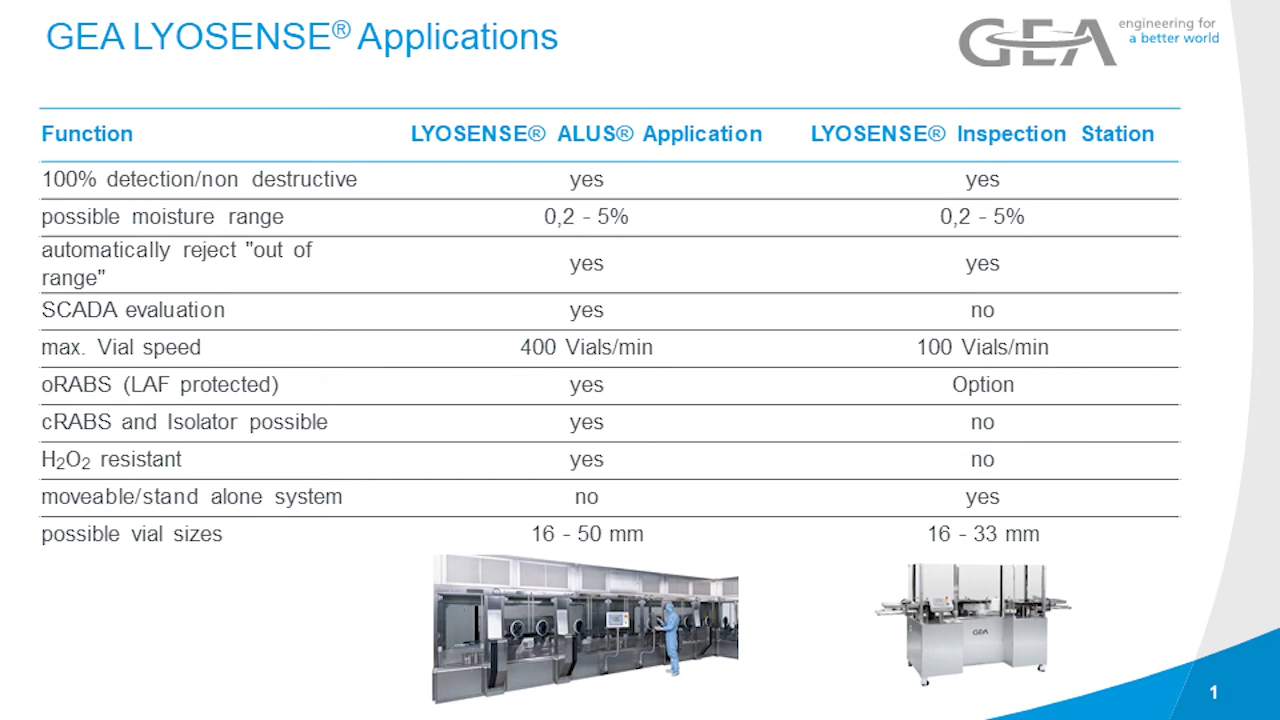 GEA LYOSENSE® Applications
GEA
engineering for
a better world
Function LYOSENSE® ALUS® Application LYOSENSE® Inspection Station
100% detection/non destructive yes yes
possible moisture range 0,2 - 5% 0,2 - 5%
automatically reject "out of
range" yes yes
SCADA evaluation yes no
max. Vial speed 400 Vials/min 100 Vials/min
oRABS (LAF protected) yes Option
cRABS and Isolator possible yes no
H₂O₂ resistant yes no
moveable/stand alone system no yes
possible vial sizes 16 - 50 mm 16 - 33 mm
GEA
1